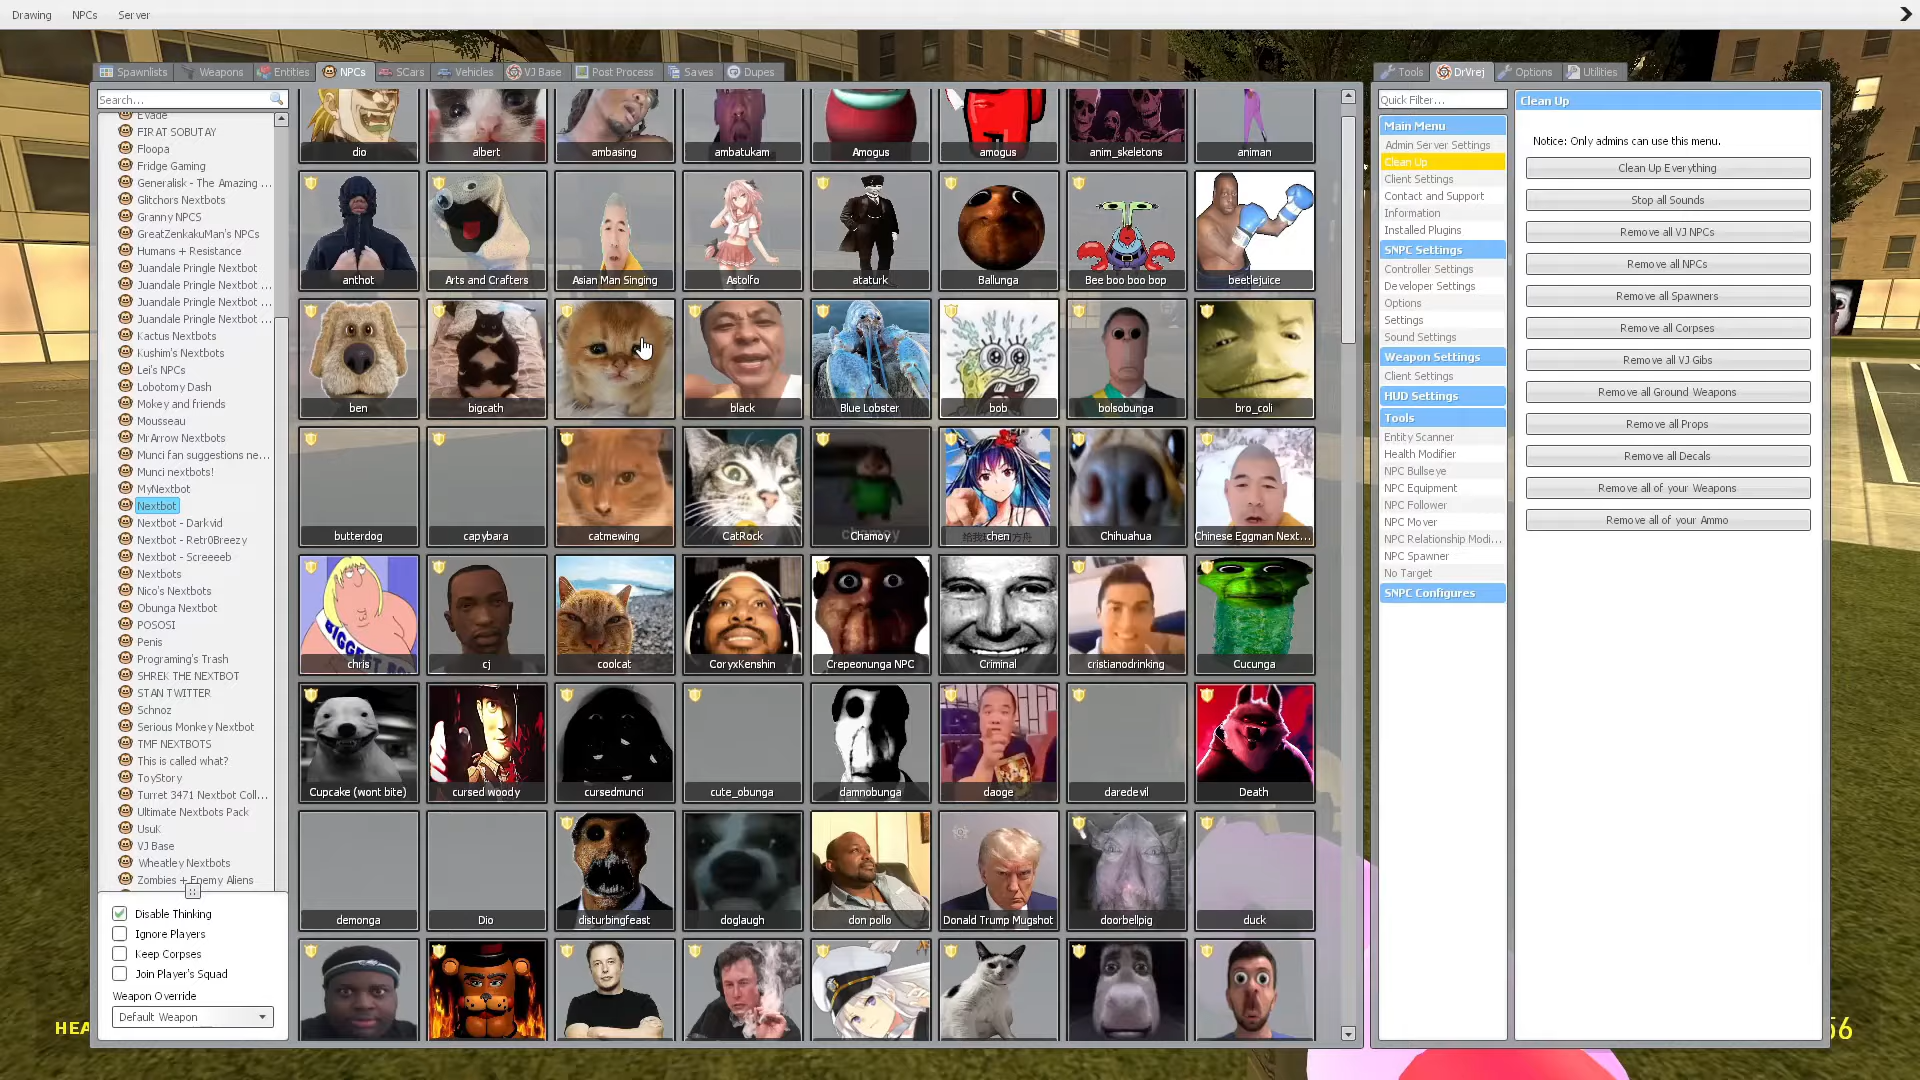 Drawing NPCs Server
Spawnlists Weapons Entities NPCs SCars Vehicles VJ Base Post Process Saves Dupes
Tools DrVrej Options Utilities
Search...
Evade
FIRAT SOBUTAY
Floopa
Fridge Gaming
Generalisk - The Amazing ...
Glitchors Nextbots
Granny NPCS
GreatZenkakuMan's NPCs
Humans + Resistance
Juandale Pringle Nextbot
Juandale Pringle Nextbot ...
Juandale Pringle Nextbot ...
Juandale Pringle Nextbot ...
Kactus Nextbots
Kushim's Nextbots
Lei's NPCs
Lobotomy Dash
Mokey and friends
Mousseau
MrArrow Nextbots
Munci fan suggestions ne...
Munci nextbots!
MyNextbot
Nextbot
Nextbot - Darkvid
Nextbot - Retr0Breezy
Nextbot - Screeeeb
Nextbots
Nico's Nextbots
Obunga Nextbot
POSOSI
Penis
Programing's Trash
SHREK THE NEXTBOT
STAN TWITTER
Schnoz
Serious Monkey Nextbot
TMF NEXTBOTS
This is called what?
ToyStory
Turret 3471 Nextbot Coll...
Ultimate Nextbots Pack
UsuK
VJ Base
Wheatley Nextbots
Zombies + Enemy Aliens
Disable Thinking
Ignore Players
Keep Corpses
Join Player's Squad
Weapon Override
Default Weapon
dio albert ambasing ambatukam Amogus amogus anim_skeletons animan
anthot Arts and Crafters Asian Man Singing Astolfo ataturk Ballunga Bee boo boo bop beetlejuice
ben bigcath black Blue Lobster bob bolsobunga bro_coli
butterdog capybara catmewing CatRock Chamoy chen Chihuahua Chinese Eggman Next...
chamoy
BIGGEST
chris cj coolcat CoryxKenshin Crepeonunga NPC Criminal cristianodrinking Cucunga
Cupcake (wont bite) cursed woody cursedmunci cute_obunga damnobunga daoge daredevil Death
demonga Dio disturbingfeast doglaugh don pollo Donald Trump Mugshot doorbellpig duck
Quick Filter...
Main Menu
Admin Server Settings
Clean Up
Client Settings
Contact and Support
Information
Installed Plugins
SNPC Settings
Controller Settings
Developer Settings
Options
Settings
Sound Settings
Weapon Settings
Client Settings
HUD Settings
Tools
Entity Scanner
Health Modifier
NPC Bullseye
NPC Equipment
NPC Follower
NPC Mover
NPC Relationship Modi...
NPC Spawner
No Target
SNPC Configures
Clean Up
Notice: Only admins can use this menu.
Clean Up Everything
Stop all Sounds
Remove all VJ NPCs
Remove all NPCs
Remove all Spawners
Remove all Corpses
Remove all VJ Gibs
Remove all Ground Weapons
Remove all Props
Remove all Decals
Remove all of your Weapons
Remove all of your Ammo
HEA
56